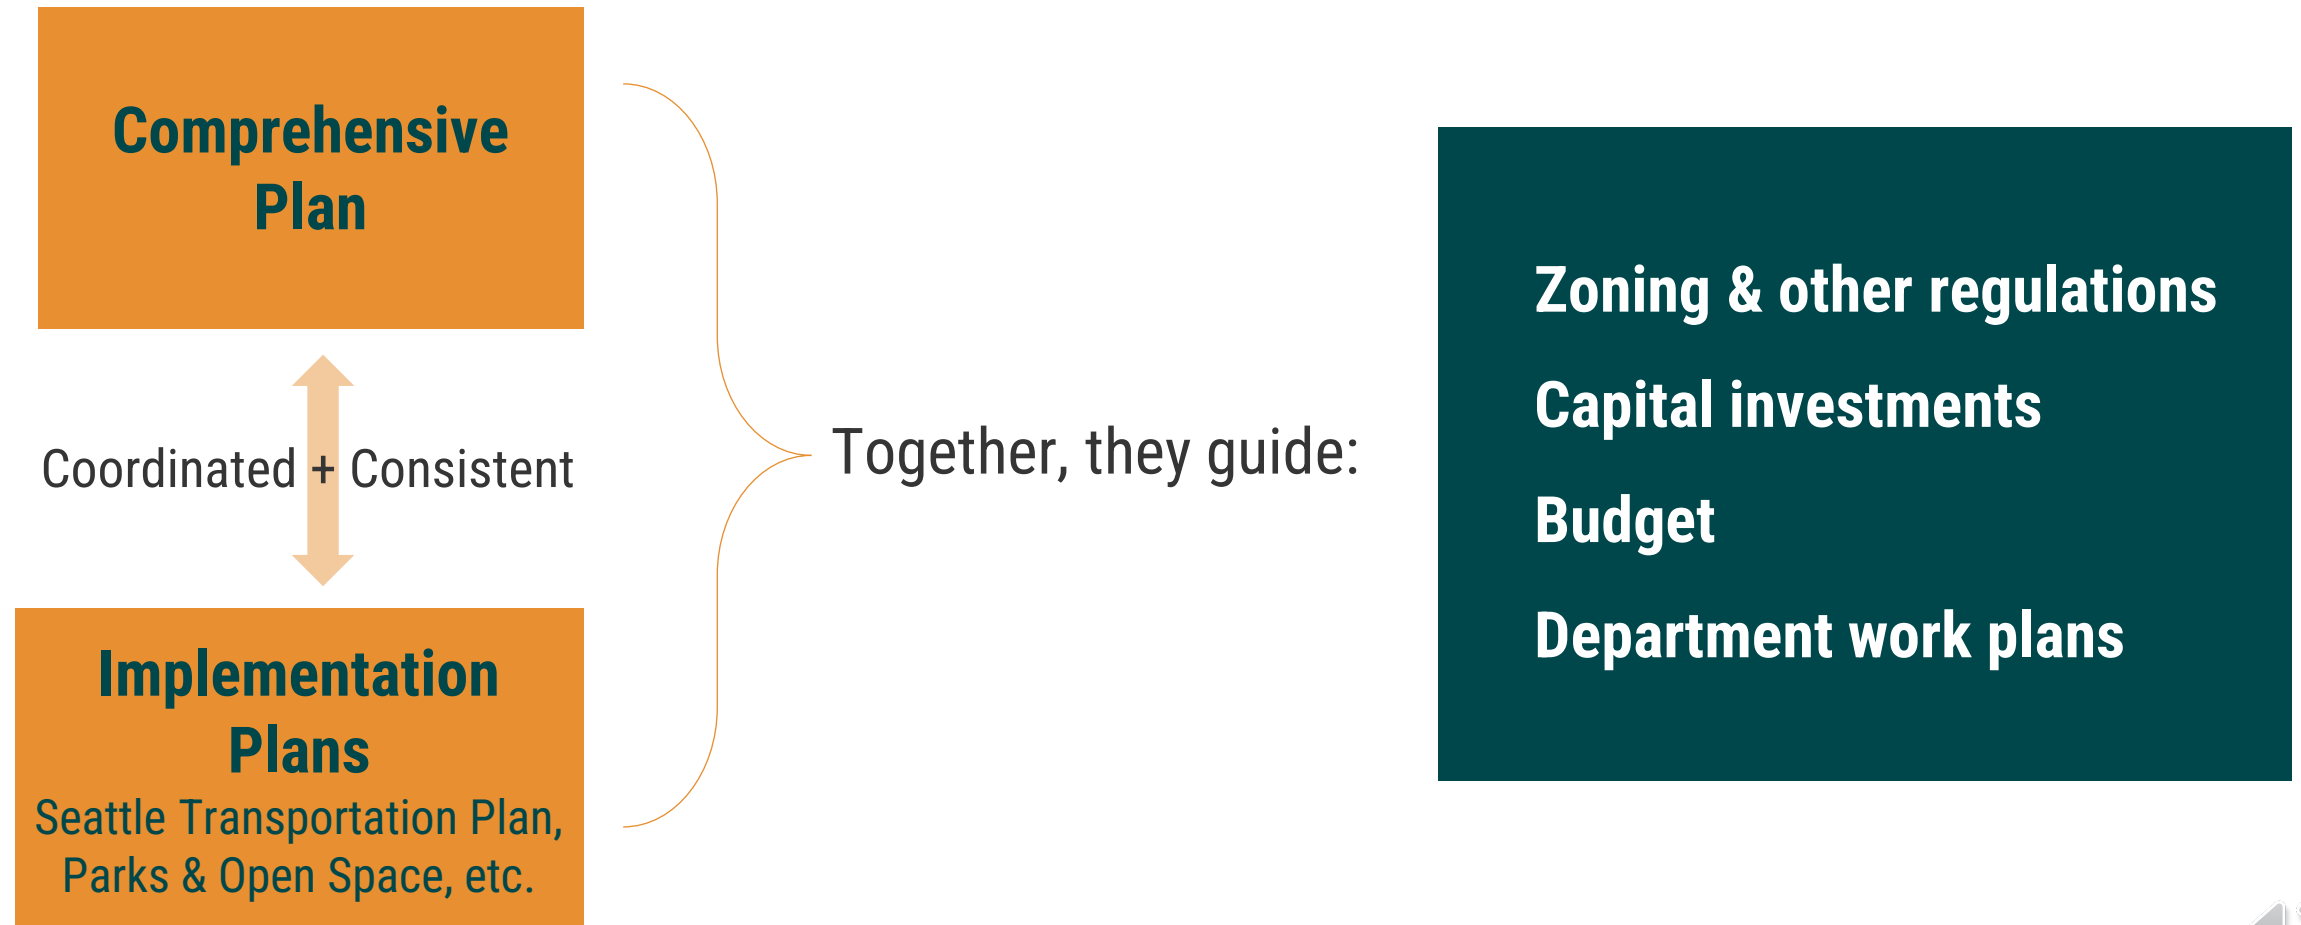 Comprehensive
Plan
Coordinated + Consistent
Implementation
Plans
Seattle Transportation Plan,
Parks & Open Space, etc.
Together, they guide:
Zoning & other regulations
Capital investments
Budget
Department work plans